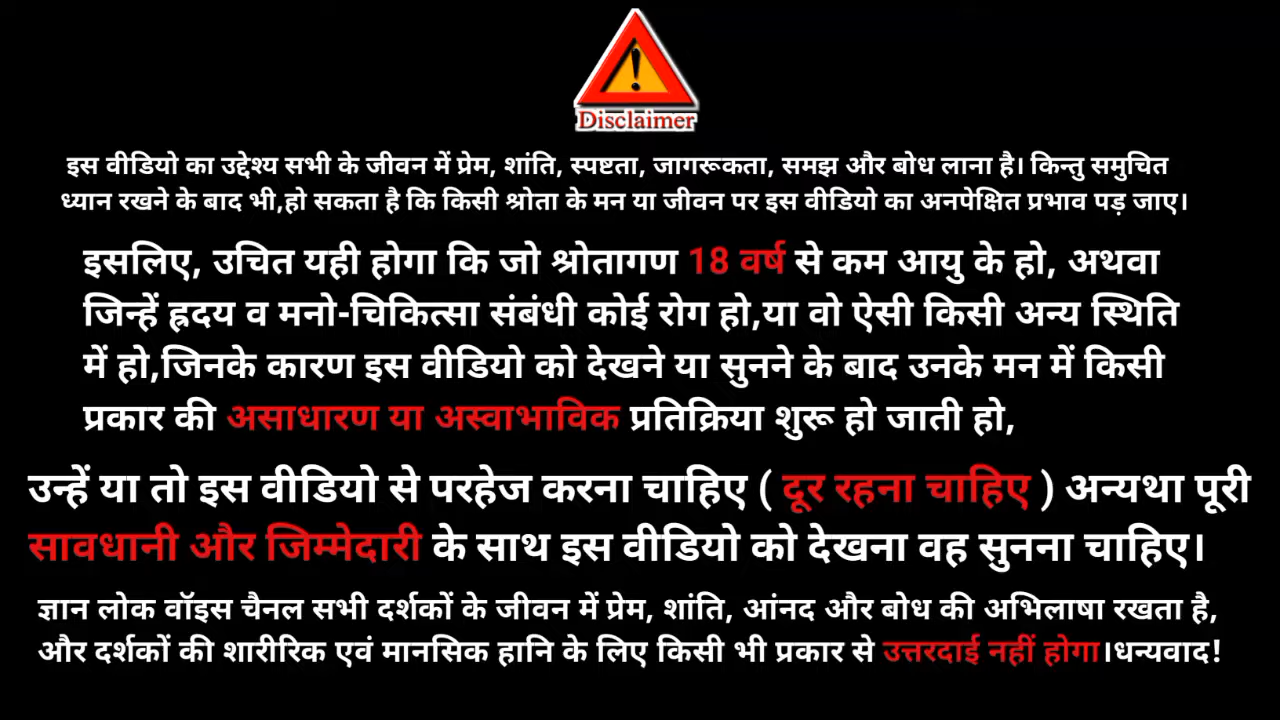 Disclaimer
इस वीडियो का उद्देश्य सभी के जीवन में प्रेम, शांति, स्पष्टता, जागरूकता, समझ और बोध लाना है। किन्तु समुचित
ध्यान रखने के बाद भी,हो सकता है कि किसी श्रोता के मन या जीवन पर इस वीडियो का अनपेक्षित प्रभाव पड़ जाए।
इसलिए, उचित यही होगा कि जो श्रोतागण 18 वर्ष से कम आयु के हो, अथवा
जिन्हें ह्रदय व मनो-चिकित्सा संबंधी कोई रोग हो,या वो ऐसी किसी अन्य स्थिति
में हो,जिनके कारण इस वीडियो को देखने या सुनने के बाद उनके मन में किसी
प्रकार की असाधारण या अस्वाभाविक प्रतिक्रिया शुरू हो जाती हो,
उन्हें या तो इस वीडियो से परहेज करना चाहिए ( दूर रहना चाहिए ) अन्यथा पूरी
सावधानी और जिम्मेदारी के साथ इस वीडियो को देखना वह सुनना चाहिए।
ज्ञान लोक वॉइस चैनल सभी दर्शकों के जीवन में प्रेम, शांति, आंनद और बोध की अभिलाषा रखता है,
और दर्शकों की शारीरिक एवं मानसिक हानि के लिए किसी भी प्रकार से उत्तरदाई नहीं होगा।धन्यवाद!